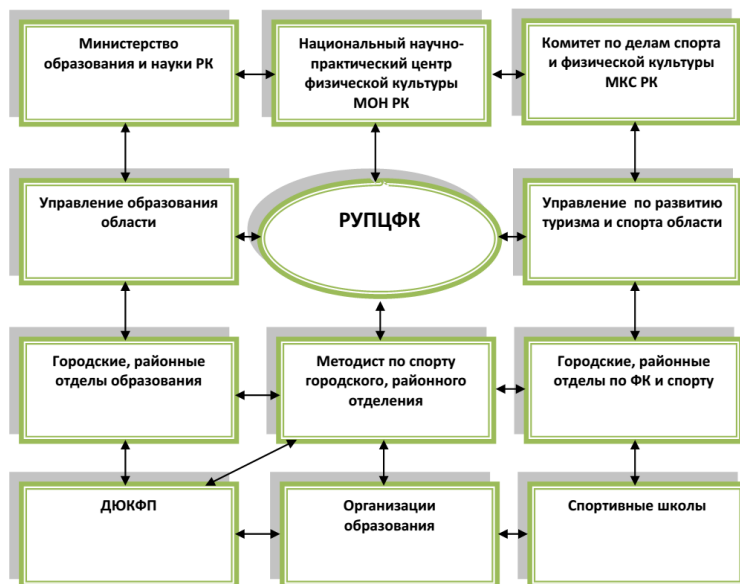 Министерство
образования и науки РК
Национальный научно-
практический центр
физической культуры
МОН РК
Комитет по делам спорта
и физической культуры
МКС РК
Управление образования
области
РУПЦФК
Управление по развитию
туризма и спорта области
Городские, районные
отделы образования
Методист по спорту
городского, районного
отделения
Городские, районные
отделы по ФК и спорту
ДЮКФП
Организации
образования
Спортивные школы